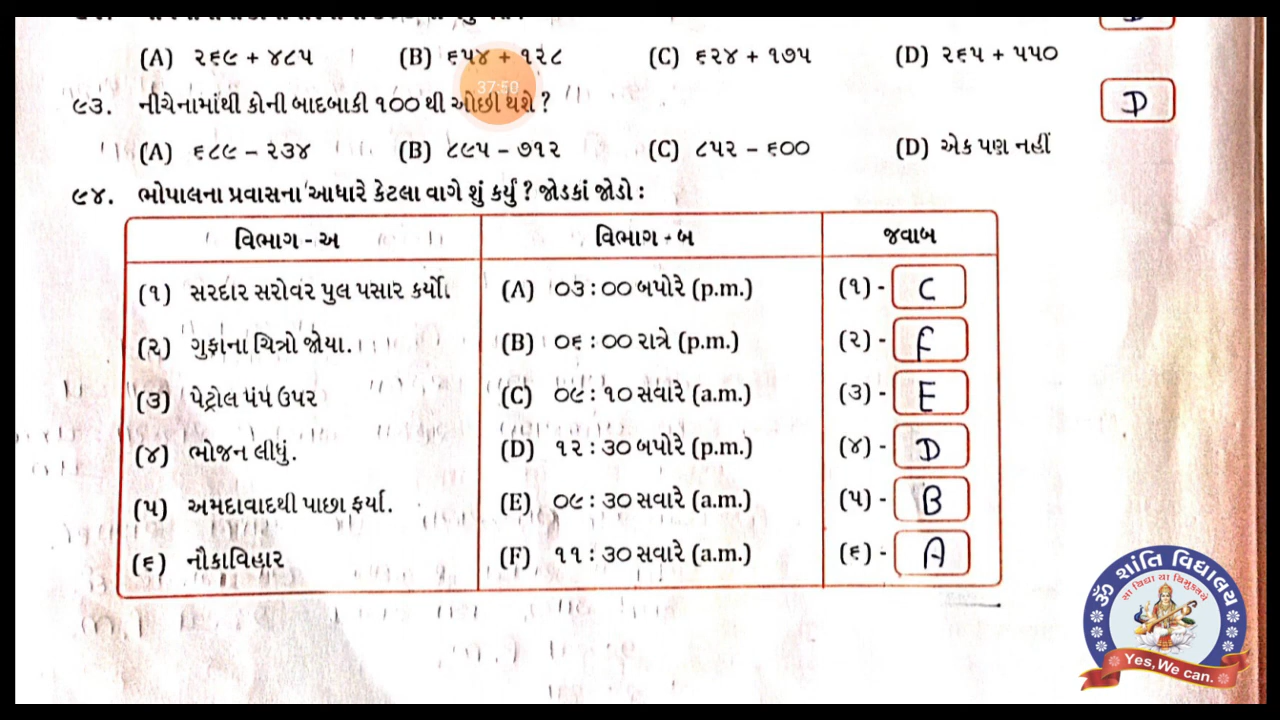 (A) ૨૬૯ + ૪૮૫ (B) ૬૫૪ + ૧૨૮ (C) ૬૨૪ + ૧૭૫ (D) ૨૬૫ + ૫૫૦
37:50
૯૩. નીચેનામાંથી કોની બાદબાકી ૧૦૦ થી ઓછી થશે ? D
(A) ૬૮૯ – ૨૩૪ (B) ૮૯૫ – ૭૧૨ (C) ૮૫૨ – ૬૦૦ (D) એક પણ નહીં
૯૪. ભોપાલના પ્રવાસના આધારે કેટલા વાગે શું કર્યું ? જોડકાં જોડો :
વિભાગ - અ વિભાગ - બ જવાબ
(૧) સરદાર સરોવર પુલ પસાર કર્યો. (A) ૦૩ : ૦૦ બપોરે (p.m.) (૧) - C
(૨) ગુફાના ચિત્રો જોયા. (B) ૦૬ : ૦૦ રાત્રે (p.m.) (૨) - F
(૩) પેટ્રોલ પંપ ઉપર (C) ૦૯ : ૧૦ સવારે (a.m.) (૩) - E
(૪) ભોજન લીધું. (D) ૧૨ : ૩૦ બપોરે (p.m.) (૪) - D
(૫) અમદાવાદથી પાછા ફર્યા. (E) ૦૯ : ૩૦ સવારે (a.m.) (૫) - B
(૬) નૌકાવિહાર (F) ૧૧ : ૩૦ સવારે (a.m.) (૬) - A
ૐ શાંતિ વિદ્યાલય
સા વિદ્યા યા વિમુક્તયે
Yes, We can.